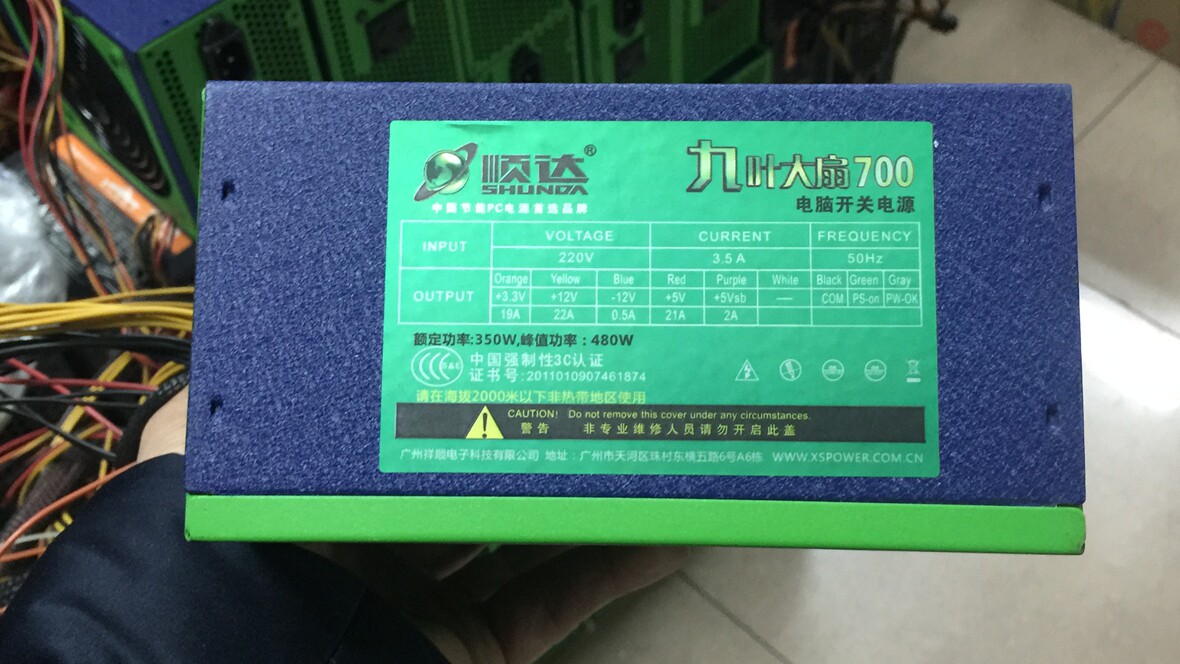 顺达®
SHUNDA
中国节能PC电源首选品牌
九叶大扇700
电脑开关电源
INPUT VOLTAGE CURRENT FREQUENCY
220V 3.5A 50Hz
OUTPUT Orange Yellow Blue Red Purple White Black Green Gray
+3.3V +12V -12V +5V +5Vsb — COM PS-on PW-OK
19A 22A 0.5A 21A 2A
额定功率:350W,峰值功率：480W
S&E
中国强制性3C认证
证书号:2011010907461874
请在海拔2000米以下非热带地区使用
CAUTION! Do not remove this cover under any circumstances.
警告 非专业维修人员请勿开启此盖
广州祥顺电子科技有限公司 地址：广州市天河区珠村东横五路6号A6栋 WWW.XSPOWER.COM.CN